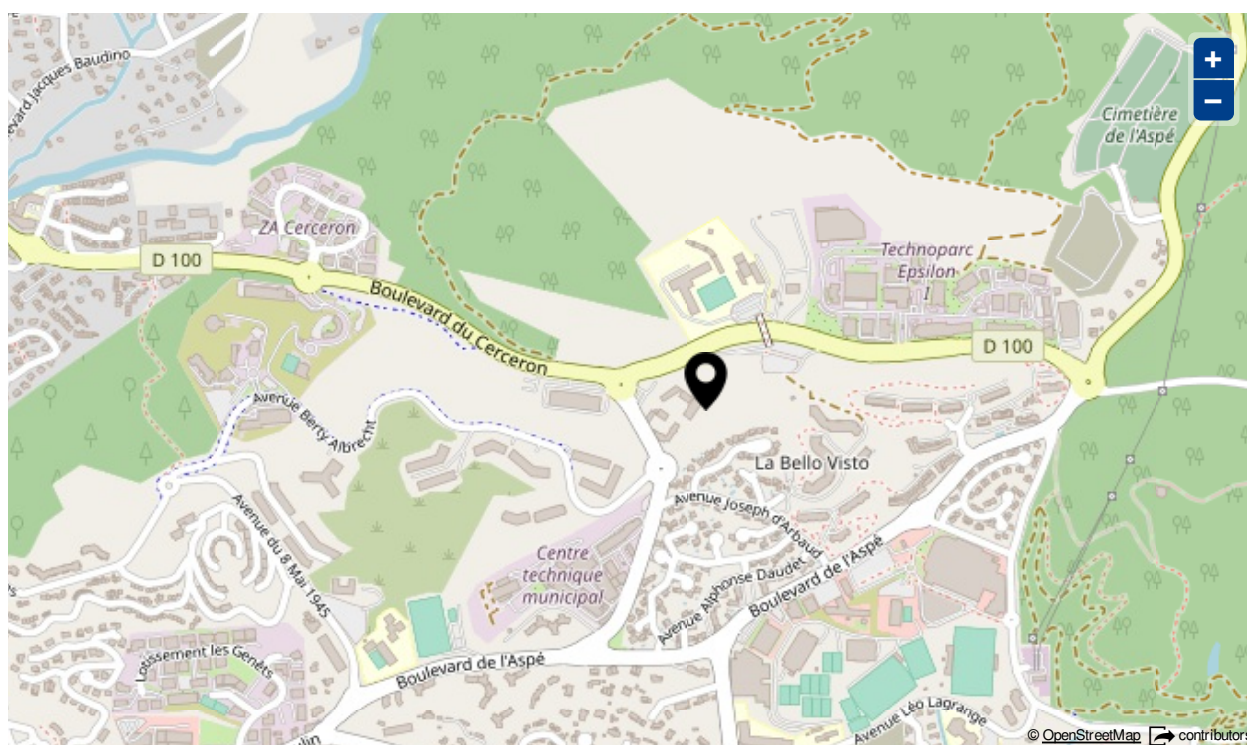 evard Jacques Baudino
+
−
Cimetière
de l'Aspé
ZA Cerceron
D 100
Technoparc
Epsilon
I
Boulevard du Cerceron
D 100
Avenue Berty Albrecht
La Bello Visto
Avenue Joseph d'Arbaud
Avenue du 8 Mai 1945
Centre
technique
municipal
Boulevard de l'Aspé
Avenue Alphonse Daudet
Lotissement les Genêts
Boulevard de l'Aspé
Avenue Léo Lagrange
© OpenStreetMap contributors